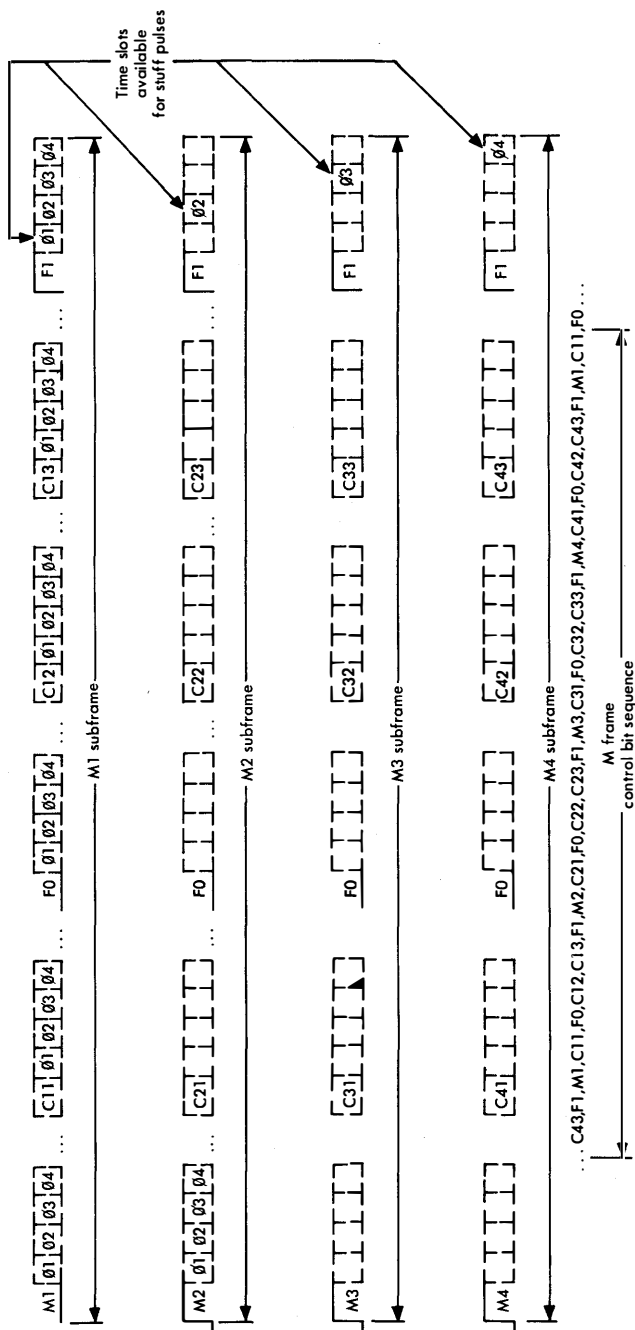 M1 Ø1 Ø2 Ø3 Ø4 ... C11 Ø1 Ø2 Ø3 Ø4 ... F0 Ø1 Ø2 Ø3 Ø4 ... C12 Ø1 Ø2 Ø3 Ø4 ... C13 Ø1 Ø2 Ø3 Ø4 ... F1 Ø1 Ø2 Ø3 Ø4
Time slots
available
for stuff pulses
M1 subframe
M2 Ø1 Ø2 Ø3 Ø4 ... C21 ... F0 ... C22 ... C23 ... F1 Ø2
M2 subframe
M3 C31 F0 C32 C33 F1 Ø3
M3 subframe
M4 C41 F0 C42 C43 F1 Ø4
M4 subframe
... C43,F1,M1,C11,F0,C12,C13,F1,M2,C21,F0,C22,C23,F1,M3,C31,F0,C32,C33,F1,M4,C41,F0,C42,C43,F1,M1,C11,F0...
M frame
control bit sequence